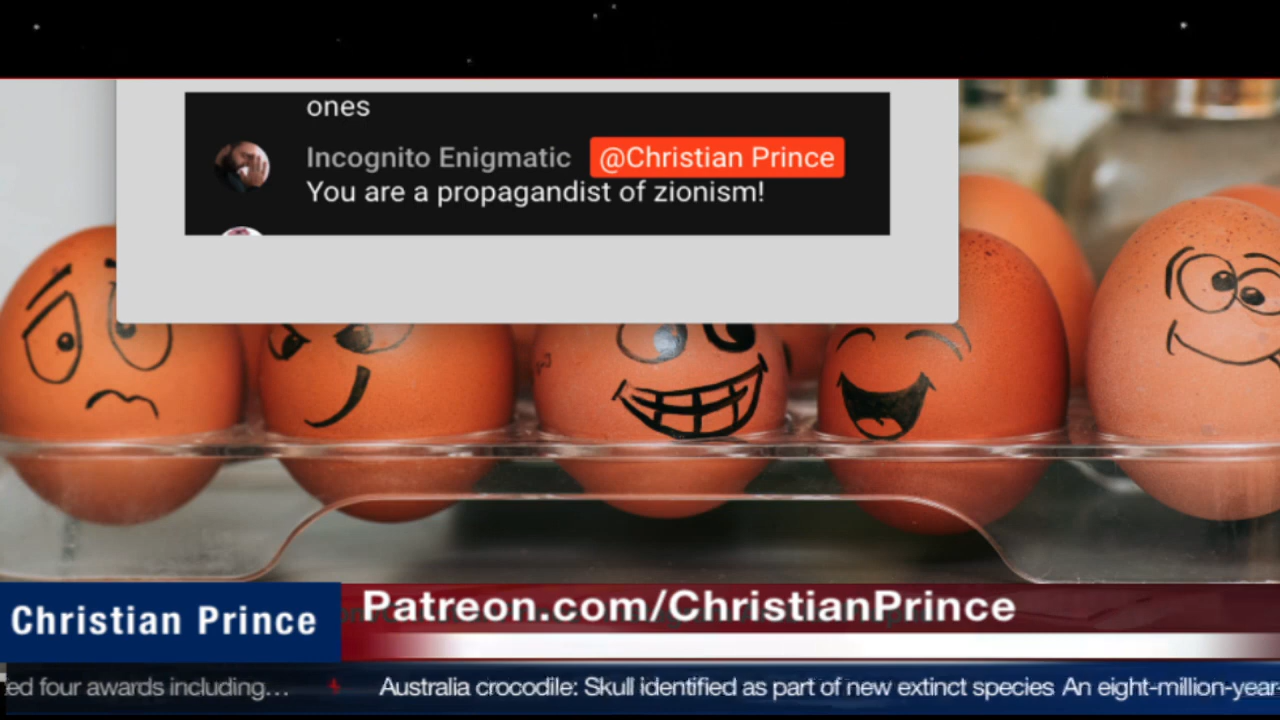 ones
Incognito Enigmatic @Christian Prince
You are a propagandist of zionism!
Christian Prince
Patreon.com/ChristianPrince
ed four awards including... Australia crocodile: Skull identified as part of new extinct species An eight-million-year